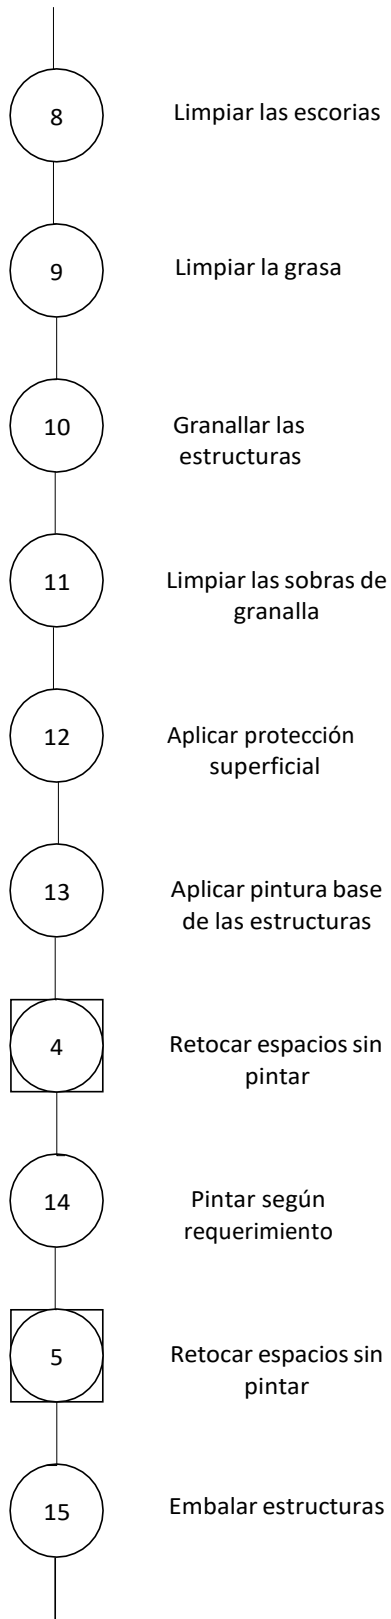 8
Limpiar las escorias
9
Limpiar la grasa
10
Granallar las
estructuras
11
Limpiar las sobras de
granalla
12
Aplicar protección
superficial
13
Aplicar pintura base
de las estructuras
4
Retocar espacios sin
pintar
14
Pintar según
requerimiento
5
Retocar espacios sin
pintar
15
Embalar estructuras